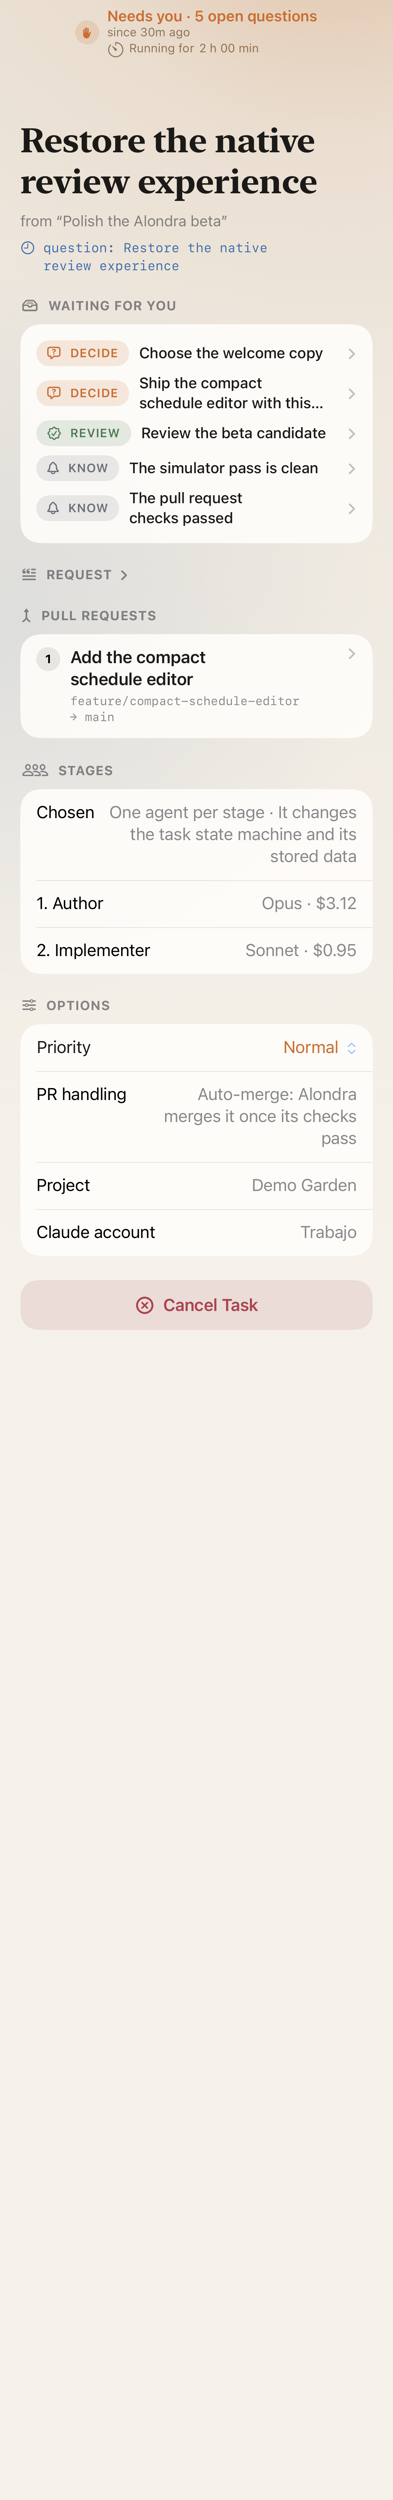 Needs you · 5 open questions
since 30m ago
Running for 2 h 00 min
Restore the native
review experience
from “Polish the Alondra beta”
question: Restore the native
review experience
WAITING FOR YOU
DECIDE Choose the welcome copy
DECIDE Ship the compact
schedule editor with this…
REVIEW Review the beta candidate
KNOW The simulator pass is clean
KNOW The pull request
checks passed
REQUEST
PULL REQUESTS
1 Add the compact
schedule editor
feature/compact-schedule-editor
→ main
STAGES
Chosen One agent per stage · It changes
the task state machine and its
stored data
1. Author Opus · $3.12
2. Implementer Sonnet · $0.95
OPTIONS
Priority Normal
PR handling Auto-merge: Alondra
merges it once its checks
pass
Project Demo Garden
Claude account Trabajo
Cancel Task